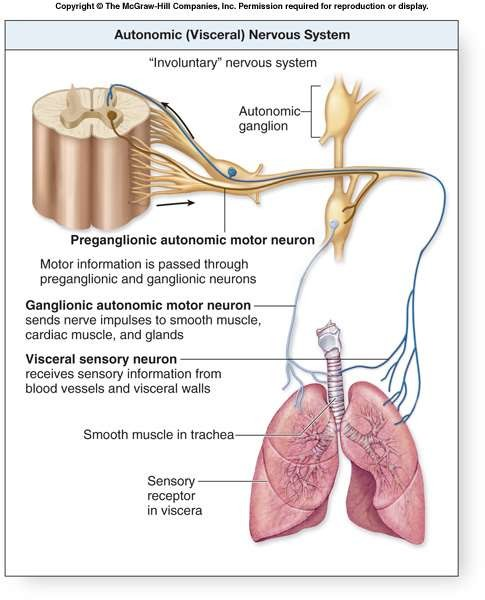 Copyright © The McGraw-Hill Companies, Inc. Permission required for reproduction or display.
Autonomic (Visceral) Nervous System
“Involuntary” nervous system
Autonomic
ganglion
Preganglionic autonomic motor neuron
Motor information is passed through
preganglionic and ganglionic neurons
Ganglionic autonomic motor neuron
sends nerve impulses to smooth muscle,
cardiac muscle, and glands
Visceral sensory neuron
receives sensory information from
blood vessels and visceral walls
Smooth muscle in trachea
Sensory
receptor
in viscera